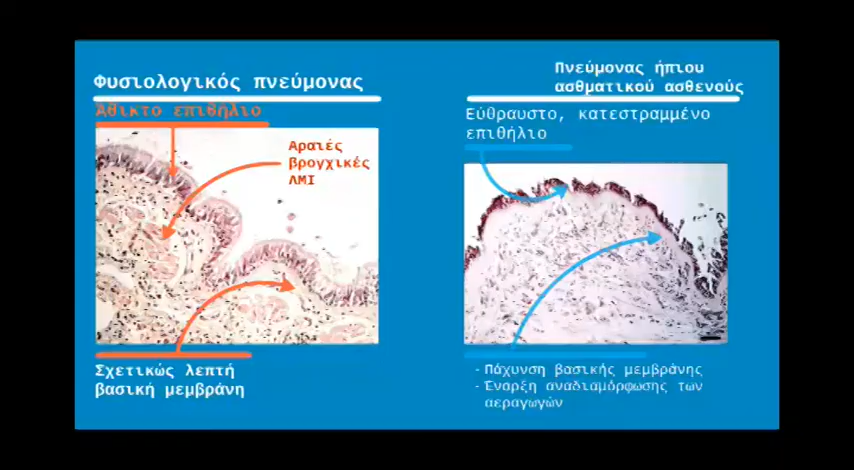 Φυσιολογικός πνεύμονας
Άθικτο επιθήλιο
Αραιές
βρογχικές
ΛΜΙ
Σχετικώς λεπτή
βασική μεμβράνη
Πνεύμονας ήπιου
ασθματικού ασθενούς
Εύθραυστο, κατεστραμμένο
επιθήλιο
- Πάχυνση βασικής μεμβράνης
- Έναρξη αναδιαμόρφωσης των
αεραγωγών